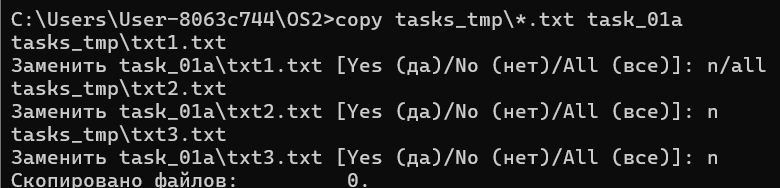 C:\Users\User-8063c744\OS2>copy tasks_tmp\*.txt task_01a
tasks_tmp\txt1.txt
Заменить task_01a\txt1.txt [Yes (да)/No (нет)/All (все)]: n/all
tasks_tmp\txt2.txt
Заменить task_01a\txt2.txt [Yes (да)/No (нет)/All (все)]: n
tasks_tmp\txt3.txt
Заменить task_01a\txt3.txt [Yes (да)/No (нет)/All (все)]: n
Скопировано файлов:         0.